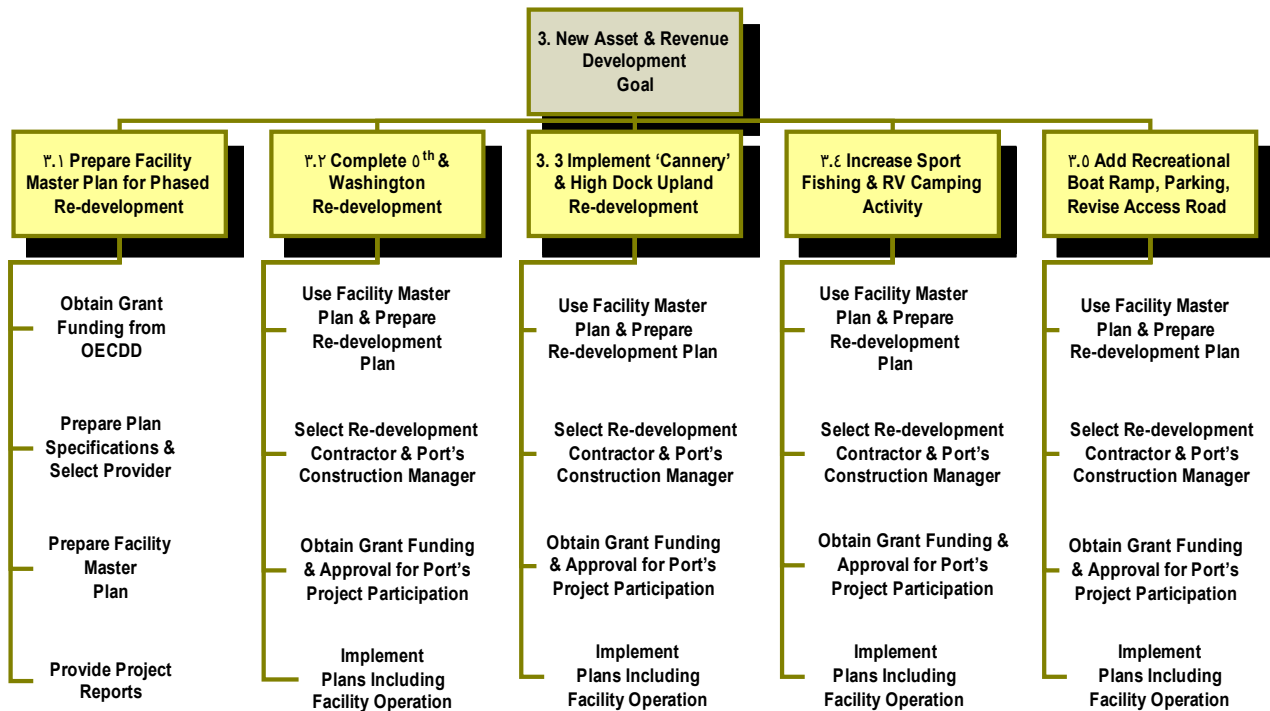 3. New Asset & Revenue
Development
Goal
٣.١ Prepare Facility
Master Plan for Phased
Re-development
٣.٢ Complete ٥th &
Washington
Re-development
3. 3 Implement ‘Cannery’
& High Dock Upland
Re-development
٣.٤ Increase Sport
Fishing & RV Camping
Activity
٣.٥ Add Recreational
Boat Ramp, Parking,
Revise Access Road
Obtain Grant
Funding from
OECDD
Prepare Plan
Specifications &
Select Provider
Prepare Facility
Master
Plan
Provide Project
Reports
Use Facility Master
Plan & Prepare
Re-development
Plan
Select Re-development
Contractor & Port’s
Construction Manager
Obtain Grant Funding
& Approval for Port’s
Project Participation
Implement
Plans Including
Facility Operation
Use Facility Master
Plan & Prepare
Re-development Plan
Select Re-development
Contractor & Port’s
Construction Manager
Obtain Grant Funding
& Approval for Port’s
Project Participation
Implement
Plans Including
Facility Operation
Use Facility Master
Plan & Prepare
Re-development
Plan
Select Re-development
Contractor & Port’s
Construction Manager
Obtain Grant Funding &
Approval for Port’s
Project Participation
Implement
Plans Including
Facility Operation
Use Facility Master
Plan & Prepare
Re-development Plan
Select Re-development
Contractor & Port’s
Construction Manager
Obtain Grant Funding
& Approval for Port’s
Project Participation
Implement
Plans Including
Facility Operation